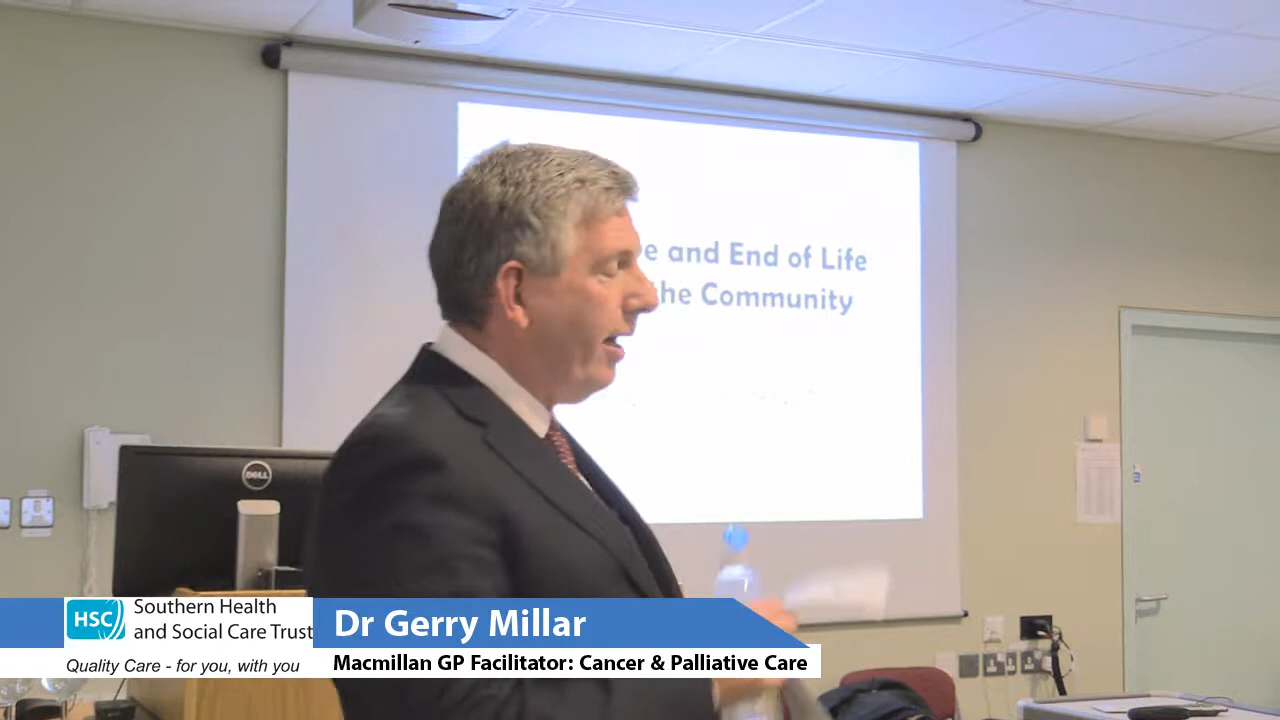 and End of Life
the Community
DELL
HSC
Southern Health
and Social Care Trust
Quality Care - for you, with you
Dr Gerry Millar
Macmillan GP Facilitator: Cancer & Palliative Care